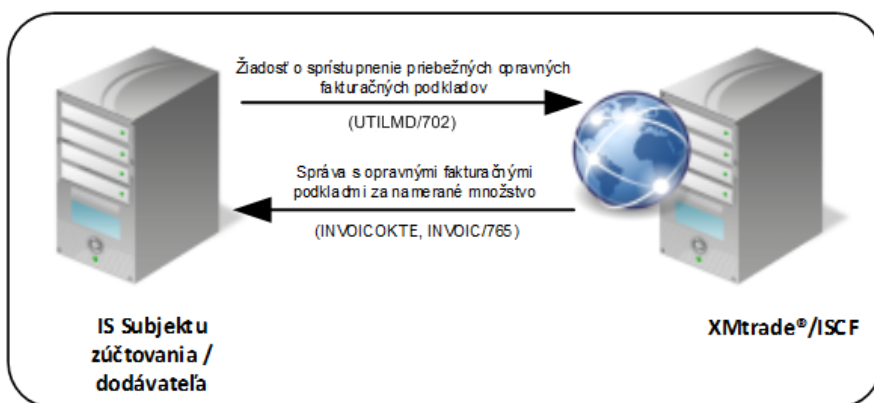 Žiadosť o sprístupnenie priebežných opravných
fakturačných podkladov
(UTILMD/702)
Správa s opravnými fakturačnými
podkladmi za namerané množstvo
(INVOICOKTE, INVOIC/765)
IS Subjektu
zúčtovania /
dodávateľa
XMtrade®/ISCF